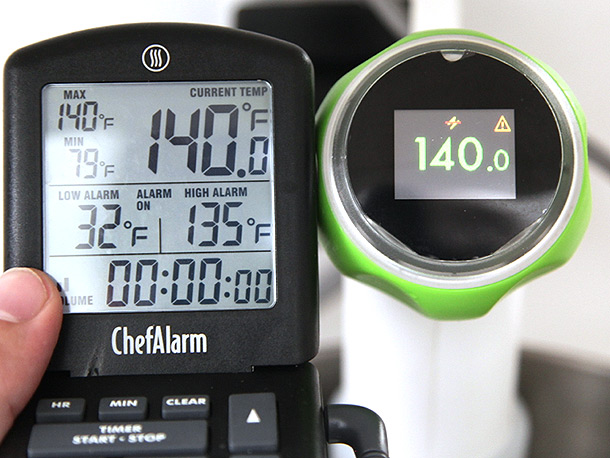 MAX
140°F
CURRENT TEMP
140.0°F
MIN
79°F
LOW ALARM
32°F
ALARM
ON
HIGH ALARM
135°F
00:00:00
ChefAlarm
HR
MIN
CLEAR
TIMER
START • STOP
140.0